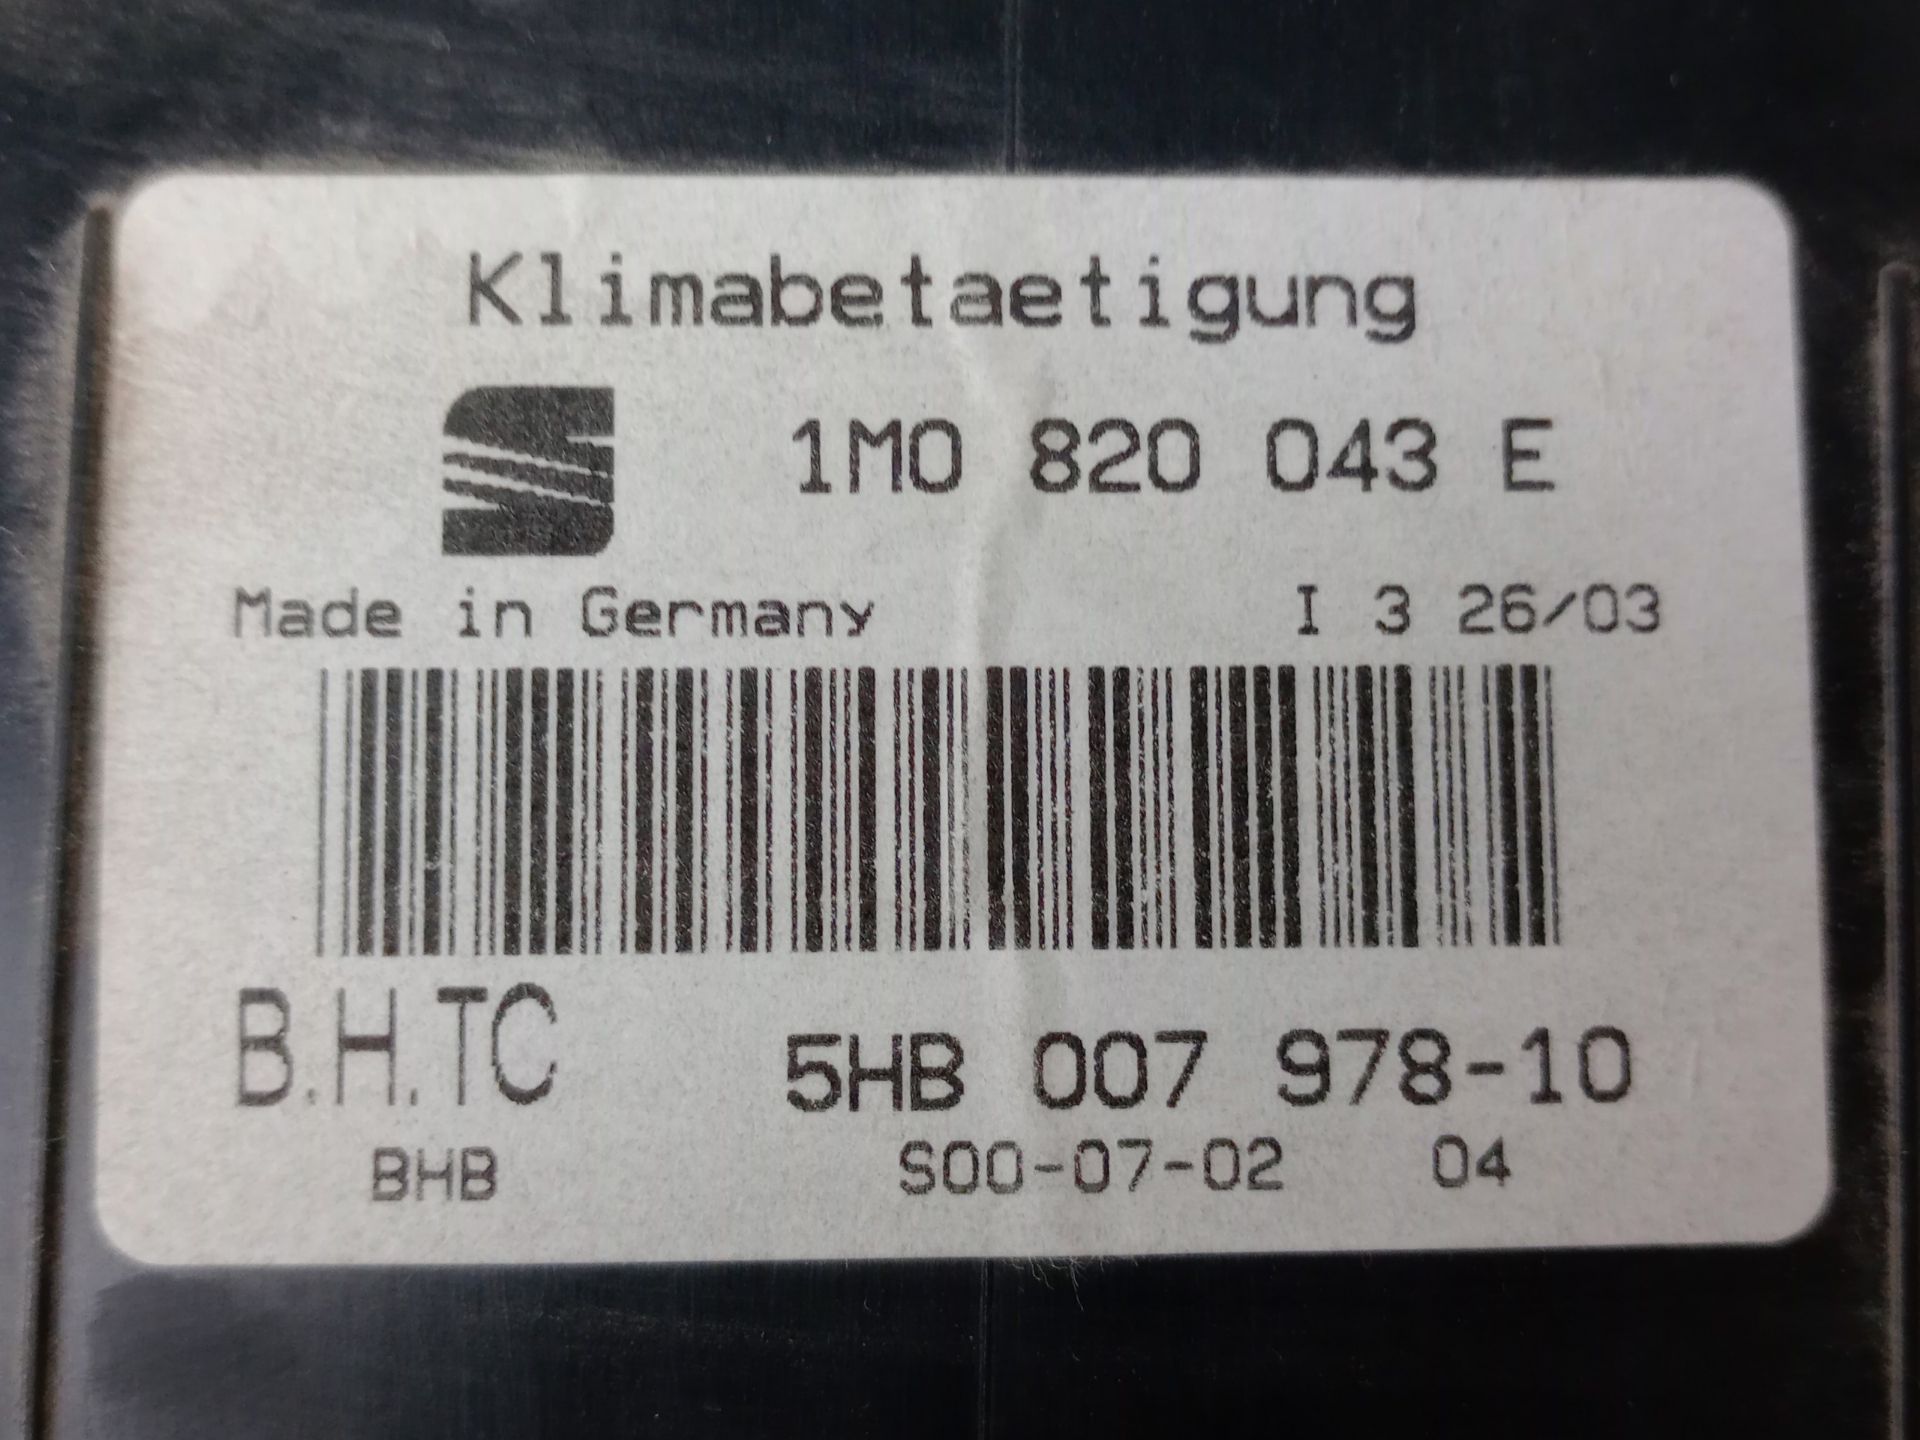 Klimabetaetigung
1M0 820 043 E
Made in Germany I 3 26/03
B.H.TC 5HB 007 978-10
BHB S00-07-02 04